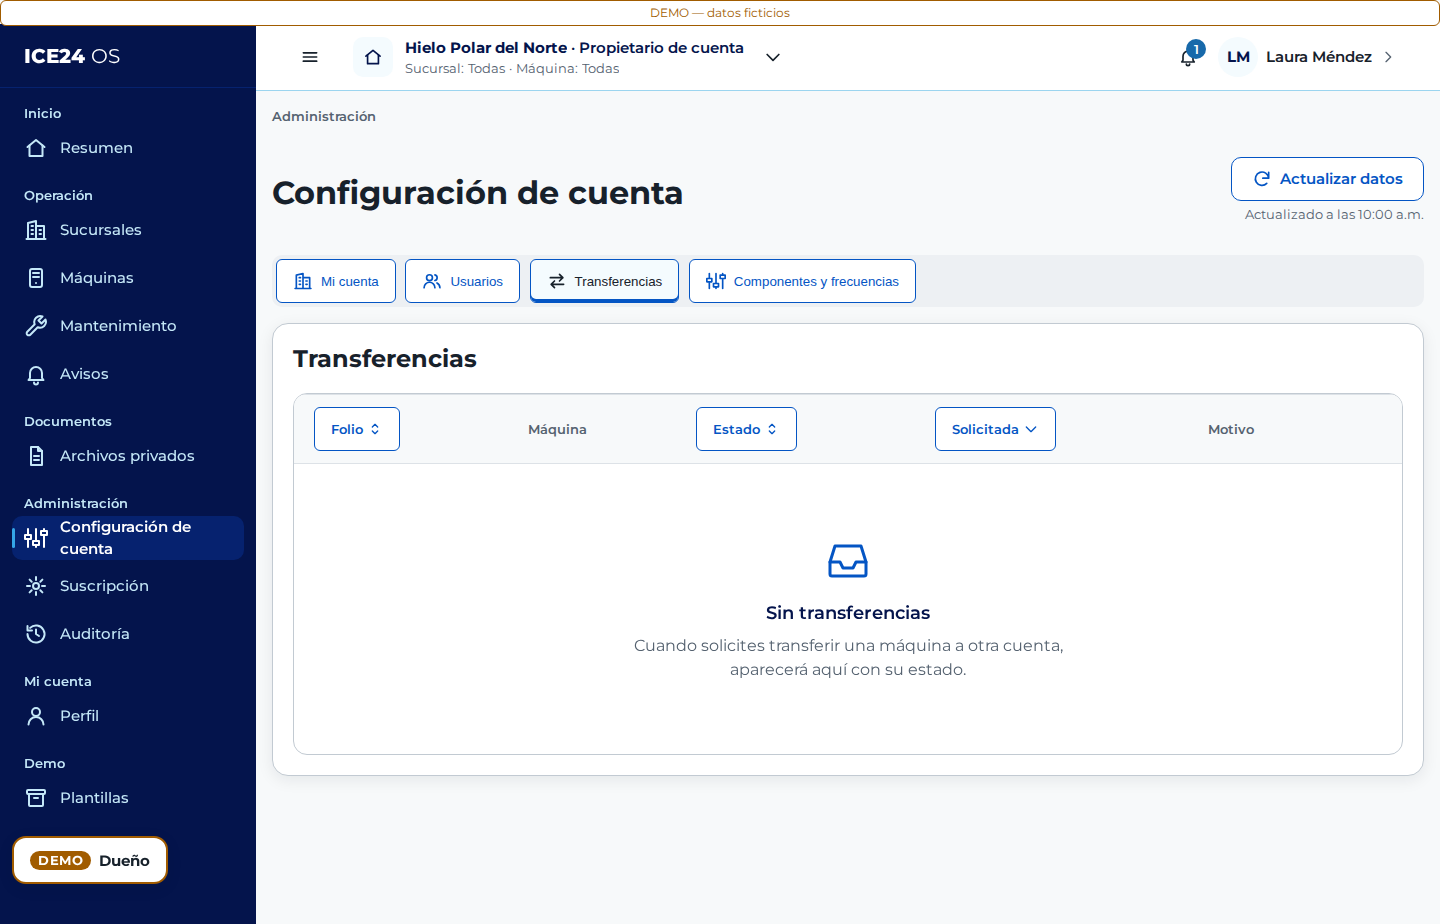 DEMO — datos ficticios
ICE24 OS
Inicio
Resumen
Operación
Sucursales
Máquinas
Mantenimiento
Avisos
Documentos
Archivos privados
Administración
Configuración de
cuenta
Suscripción
Auditoría
Mi cuenta
Perfil
Demo
Plantillas
DEMO Dueño
Hielo Polar del Norte · Propietario de cuenta
Sucursal: Todas · Máquina: Todas
1
LM Laura Méndez
Administración
Configuración de cuenta
Actualizar datos
Actualizado a las 10:00 a.m.
Mi cuenta Usuarios Transferencias Componentes y frecuencias
Transferencias
Folio Máquina Estado Solicitada Motivo
Sin transferencias
Cuando solicites transferir una máquina a otra cuenta,
aparecerá aquí con su estado.